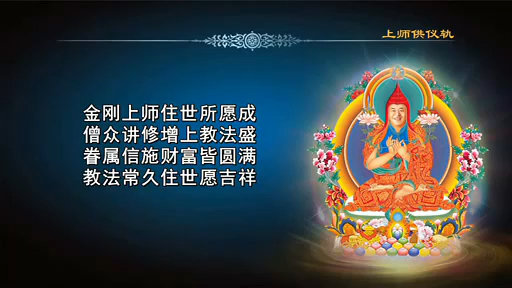 上师供仪轨
金刚上师住世所愿成
僧众讲修增上教法盛
眷属信施财富皆圆满
教法常久住世愿吉祥